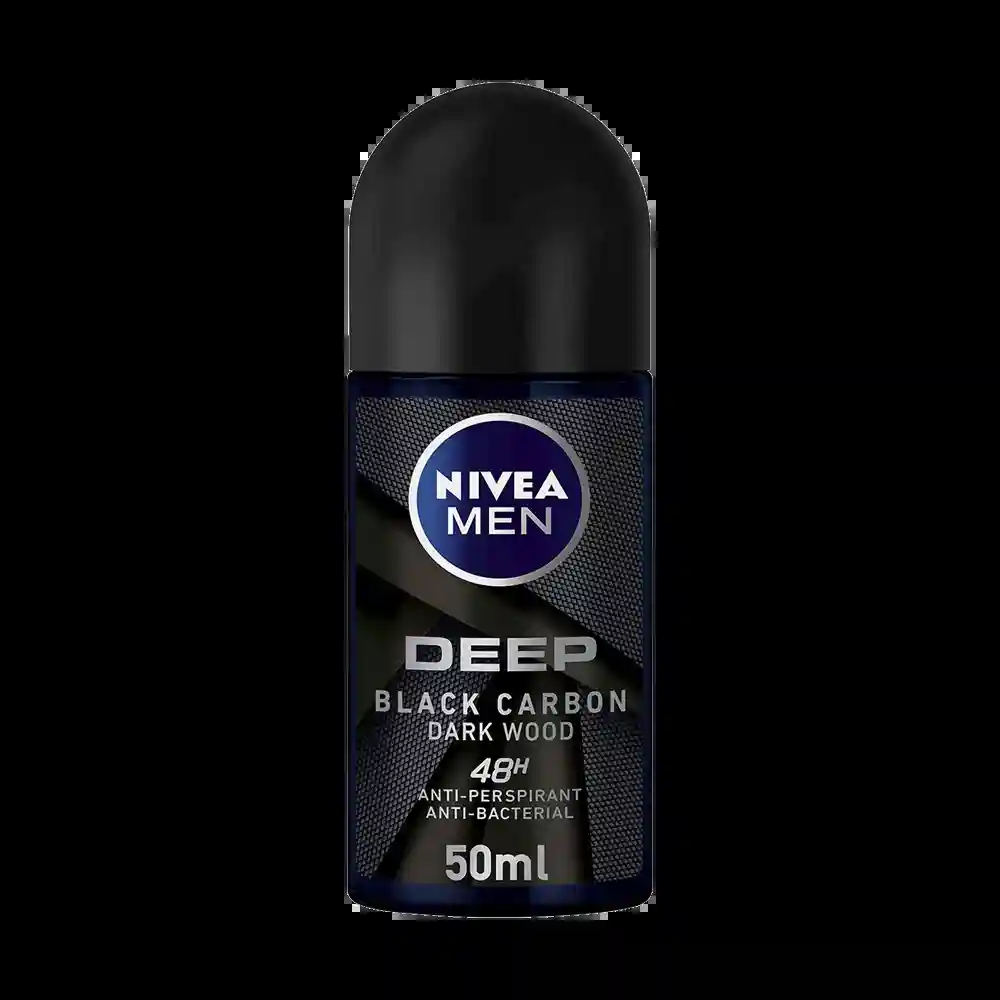 NIVEA
MEN
DEEP
BLACK CARBON
DARK WOOD
48H
ANTI-PERSPIRANT
ANTI-BACTERIAL
50ml